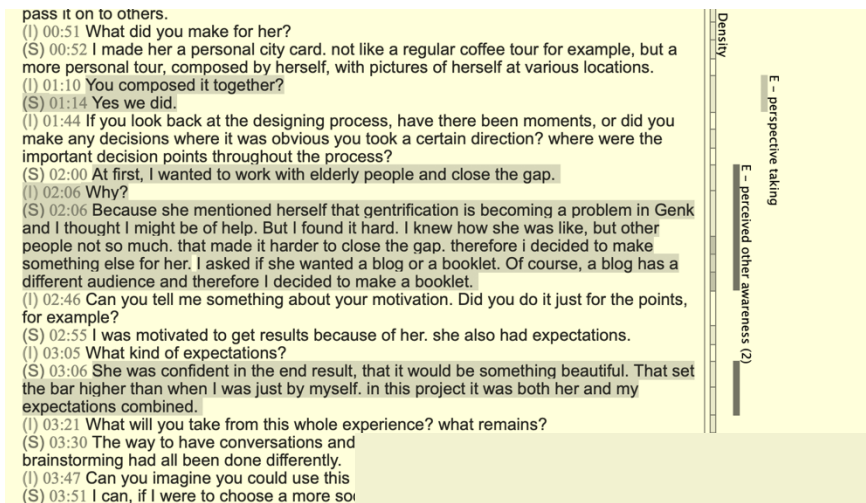 pass it on to others.
(I) 00:51 What did you make for her?
(S) 00:52 I made her a personal city card. not like a regular coffee tour for example, but a
more personal tour, composed by herself, with pictures of herself at various locations.
(I) 01:10 You composed it together?
(S) 01:14 Yes we did.
(I) 01:44 If you look back at the designing process, have there been moments, or did you
make any decisions where it was obvious you took a certain direction? where were the
important decision points throughout the process?
(S) 02:00 At first, I wanted to work with elderly people and close the gap.
(I) 02:06 Why?
(S) 02:06 Because she mentioned herself that gentrification is becoming a problem in Genk
and I thought I might be of help. But I found it hard. I knew how she was like, but other
people not so much. that made it harder to close the gap. therefore i decided to make
something else for her. I asked if she wanted a blog or a booklet. Of course, a blog has a
different audience and therefore I decided to make a booklet.
(I) 02:46 Can you tell me something about your motivation. Did you do it just for the points,
for example?
(S) 02:55 I was motivated to get results because of her. she also had expectations.
(I) 03:05 What kind of expectations?
(S) 03:06 She was confident in the end result, that it would be something beautiful. That set
the bar higher than when I was just by myself. in this project it was both her and my
expectations combined.
(I) 03:21 What will you take from this whole experience? what remains?
(S) 03:30 The way to have conversations and
brainstorming had all been done differently.
(I) 03:47 Can you imagine you could use this
(S) 03:51 I can, if I were to choose a more
Density
E - perspective taking
E - perceived other awareness (2)